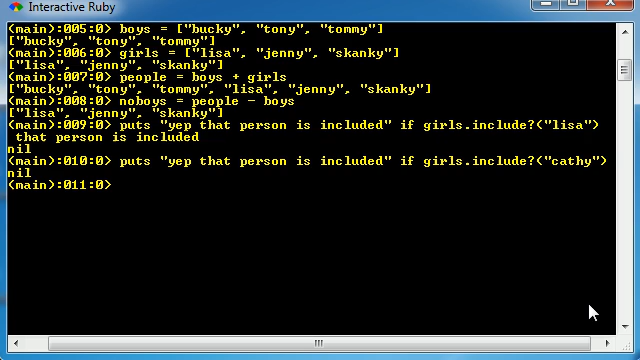 Interactive Ruby
(main):005:0> boys = ["bucky", "tony", "tommy"]
["bucky", "tony", "tommy"]
(main):006:0> girls = ["lisa", "jenny", "skanky"]
["lisa", "jenny", "skanky"]
(main):007:0> people = boys + girls
["bucky", "tony", "tommy", "lisa", "jenny", "skanky"]
(main):008:0> noboys = people - boys
["lisa", "jenny", "skanky"]
(main):009:0> puts "yep that person is included" if girls.include?("lisa")
that person is included
nil
(main):010:0> puts "yep that person is included" if girls.include?("cathy")
nil
(main):011:0>